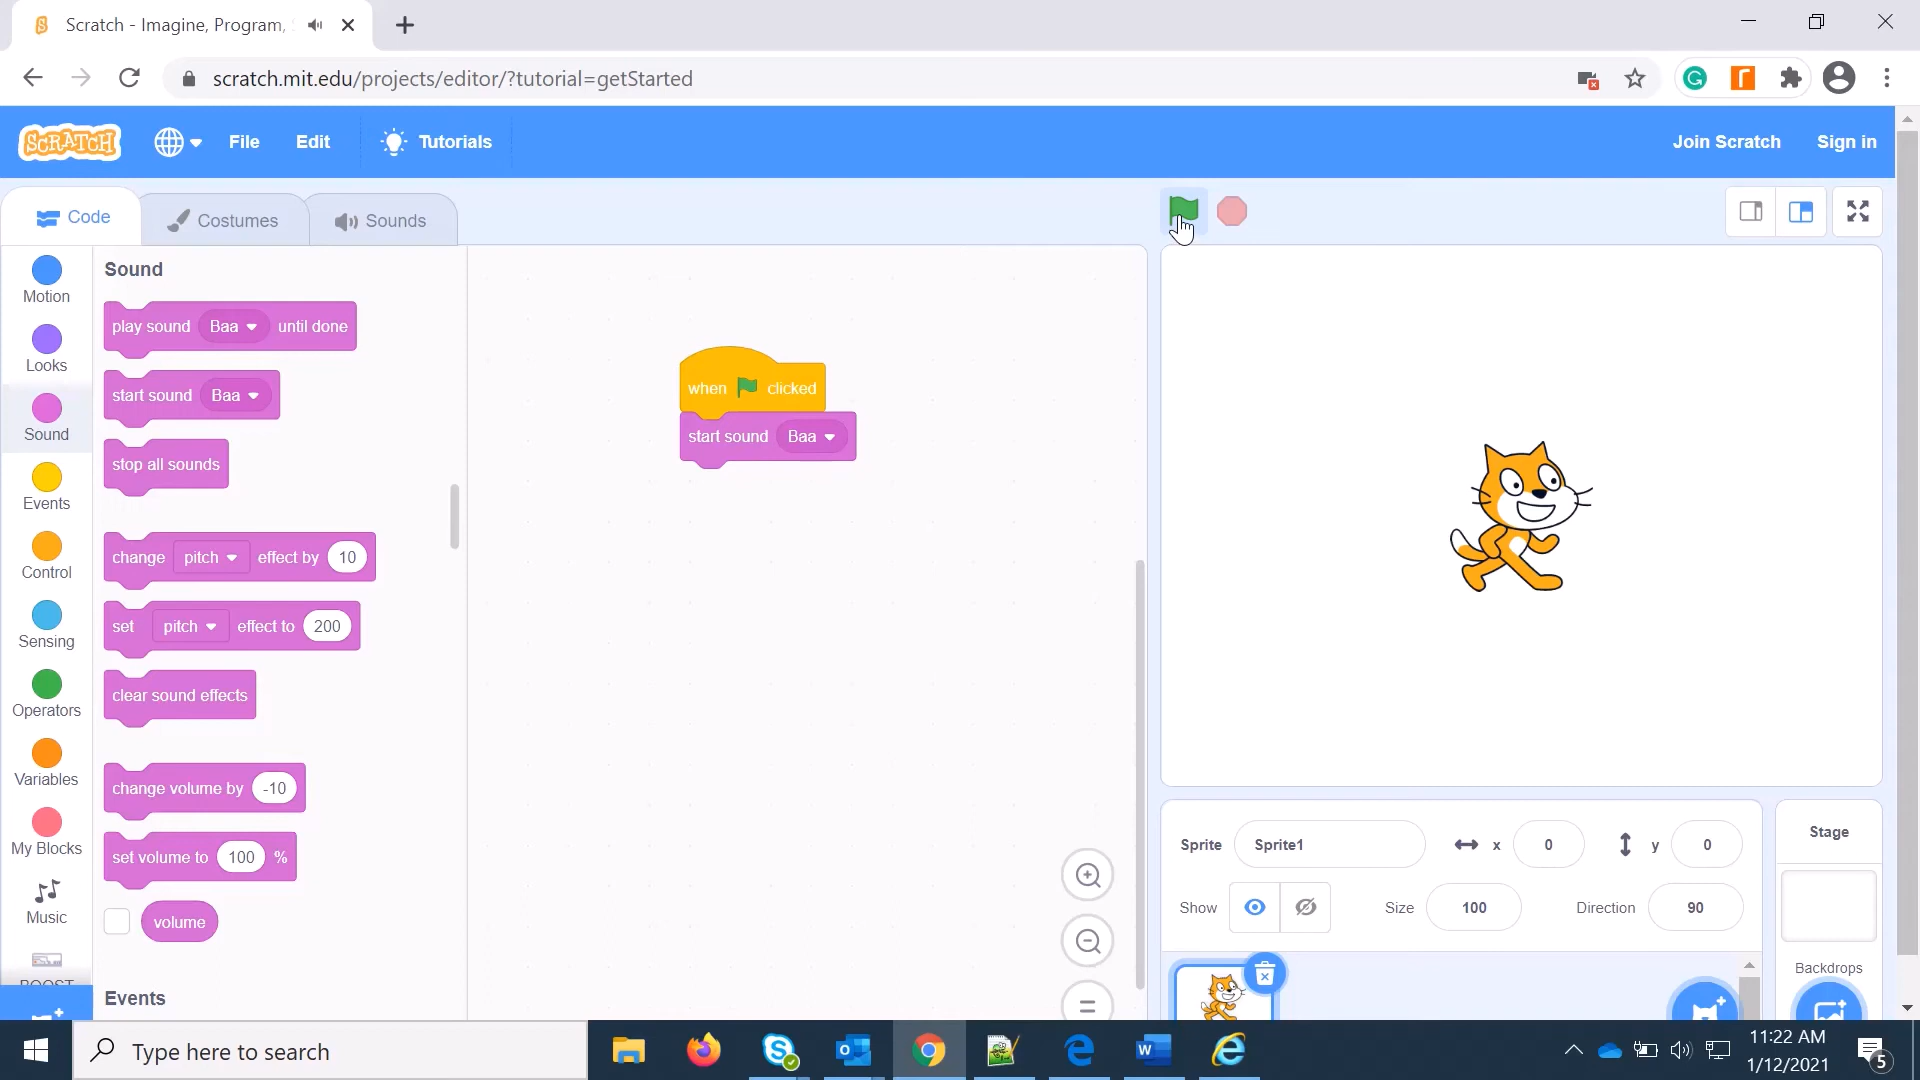 Scratch - Imagine, Program,
scratch.mit.edu/projects/editor/?tutorial=getStarted
SCRATCH
File
Edit
Tutorials
Join Scratch
Sign in
Code
Costumes
Sounds
Motion
Looks
Sound
Events
Control
Sensing
Operators
Variables
My Blocks
Music
BOOST
Sound
play sound Baa until done
start sound Baa
stop all sounds
change pitch effect by 10
set pitch effect to 200
clear sound effects
change volume by -10
set volume to 100 %
volume
Events
when clicked
start sound Baa
Sprite Sprite1 x 0 y 0
Show Size 100 Direction 90
Stage
Backdrops
Type here to search
11:22 AM
1/12/2021
5